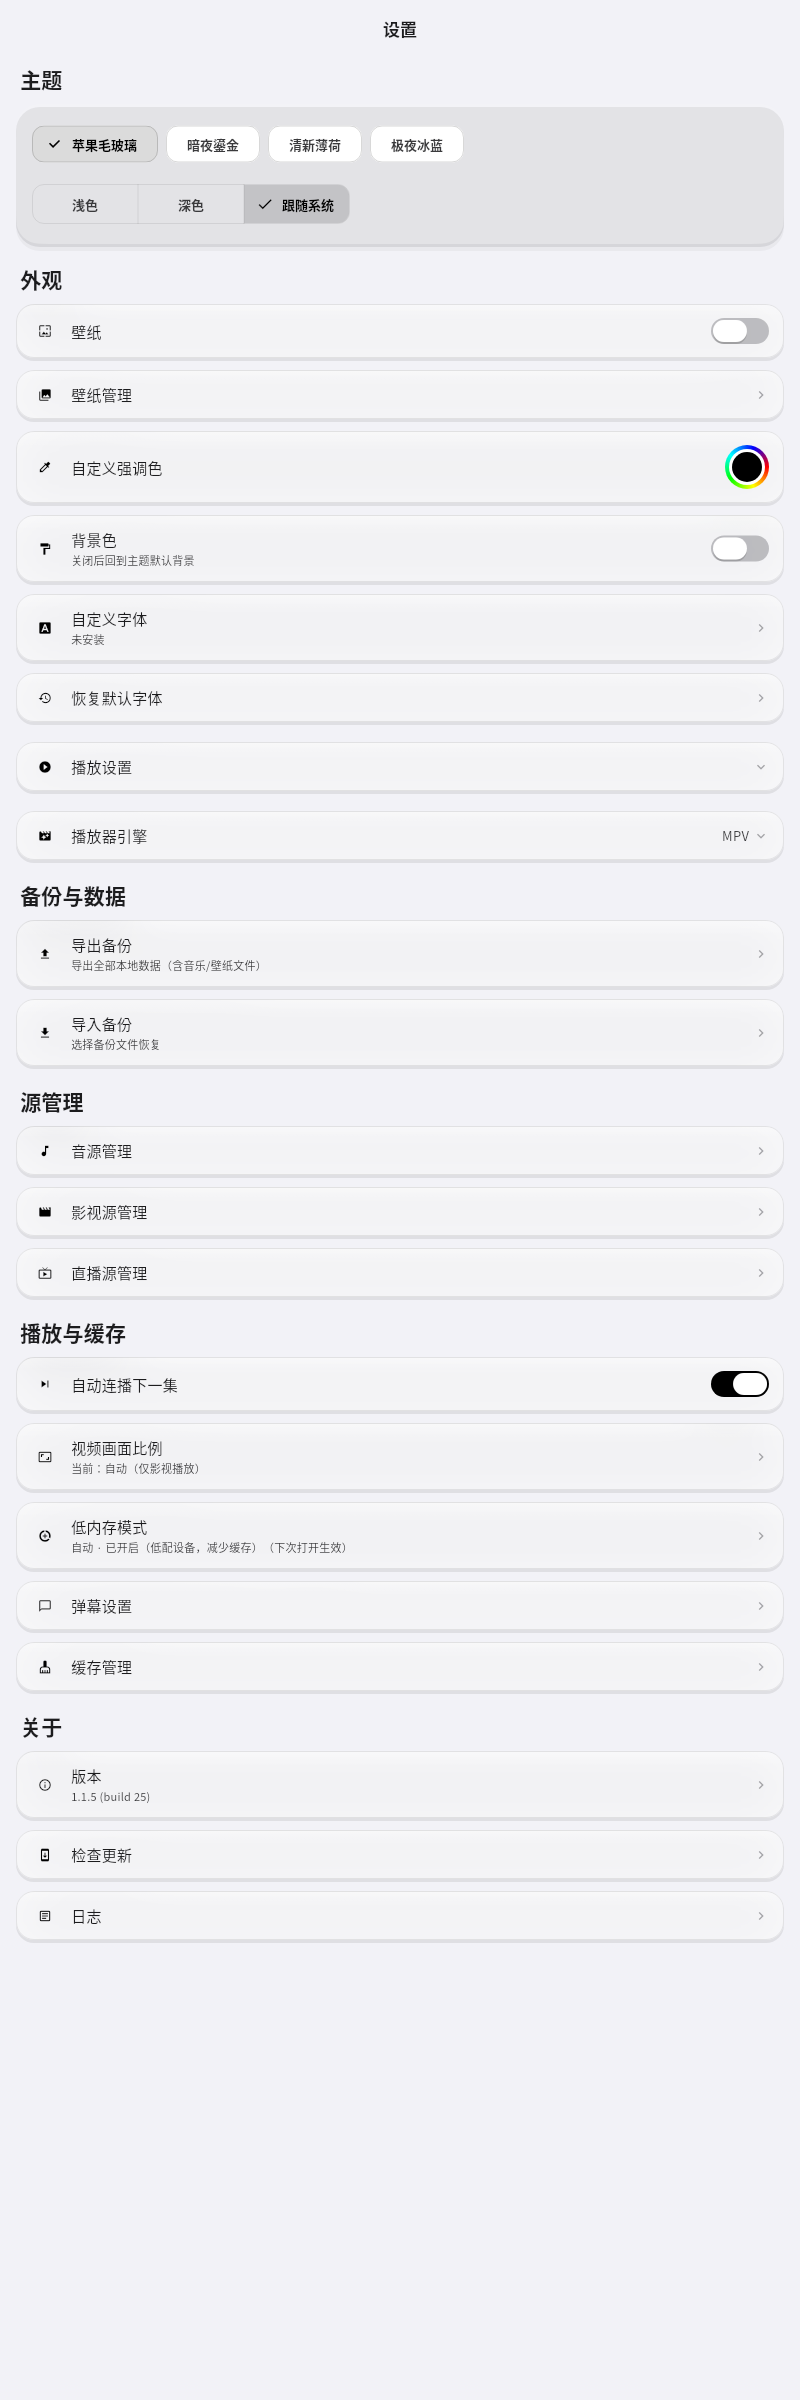 设置
主题
苹果毛玻璃 暗夜鎏金 清新薄荷 极夜冰蓝
浅色 深色 跟随系统
外观
壁纸
壁纸管理
自定义强调色
背景色
关闭后回到主题默认背景
自定义字体
未安装
恢复默认字体
播放设置
播放器引擎 MPV
备份与数据
导出备份
导出全部本地数据（含音乐/壁纸文件）
导入备份
选择备份文件恢复
源管理
音源管理
影视源管理
直播源管理
播放与缓存
自动连播下一集
视频画面比例
当前：自动（仅影视播放）
低内存模式
自动 · 已开启（低配设备，减少缓存）（下次打开生效）
弹幕设置
缓存管理
关于
版本
1.1.5 (build 25)
检查更新
日志